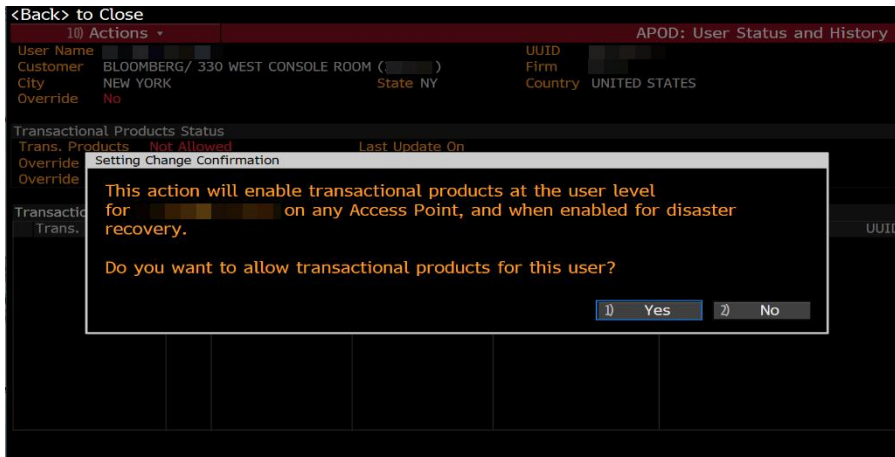 <Back> to Close
10) Actions
APOD: User Status and History
User Name
UUID
Customer BLOOMBERG/ 330 WEST CONSOLE ROOM ( )
Firm
City NEW YORK State NY Country UNITED STATES
Override No
Transactional Products Status
Trans. Products Not Allowed Last Update On
Override
Override
Setting Change Confirmation
This action will enable transactional products at the user level
for on any Access Point, and when enabled for disaster
recovery.
Do you want to allow transactional products for this user?
1) Yes 2) No
Transactio
Trans.